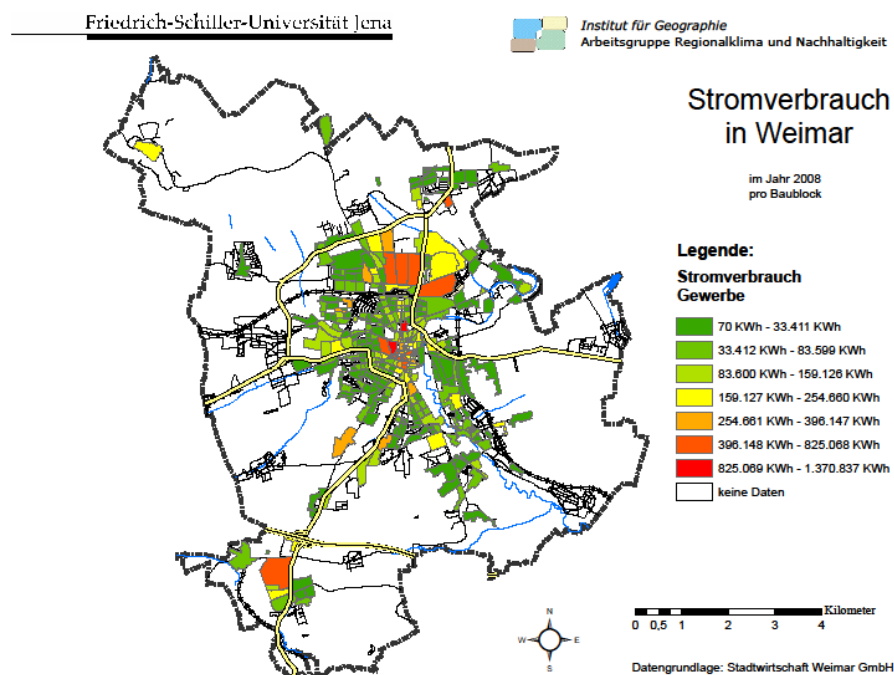 Friedrich-Schiller-Universität Jena
Institut für Geographie
Arbeitsgruppe Regionalklima und Nachhaltigkeit
Stromverbrauch
in Weimar
im Jahr 2008
pro Baublock
Legende:
Stromverbrauch
Gewerbe
70 KWh - 33.411 KWh
33.412 KWh - 83.599 KWh
83.600 KWh - 159.126 KWh
159.127 KWh - 254.660 KWh
254.661 KWh - 396.147 KWh
396.148 KWh - 825.068 KWh
825.069 KWh - 1.370.837 KWh
keine Daten
N
W E
S
Kilometer
0 0,5 1 2 3 4
Datengrundlage: Stadtwirtschaft Weimar GmbH